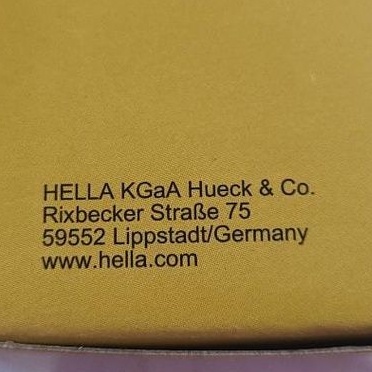 HELLA KGaA Hueck & Co.
Rixbecker Straße 75
59552 Lippstadt/Germany
www.hella.com